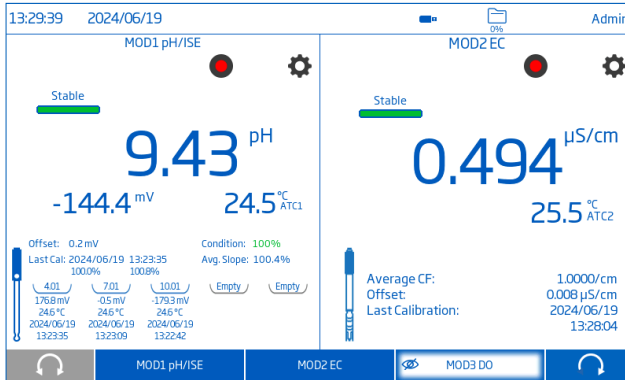 13:29:39 2024/06/19 0% Admin
MOD1 pH/ISE
Stable
9.43 pH
-144.4 mV 24.5 °C ATC1
Offset: 0.2 mV Condition: 100%
Last Cal: 2024/06/19 13:23:35 Avg. Slope: 100.4%
100.0% 100.8%
4.01 7.01 10.01 Empty Empty
176.8 mV -0.5 mV -179.3 mV
24.6 °C 24.6 °C 24.6 °C
2024/06/19 2024/06/19 2024/06/19
13:23:35 13:23:09 13:22:42
MOD2 EC
Stable
0.494 µS/cm
25.5 °C ATC2
Average CF: 1.0000/cm
Offset: 0.008 µS/cm
Last Calibration: 2024/06/19
13:28:04
MOD1 pH/ISE MOD2 EC MOD3 DO